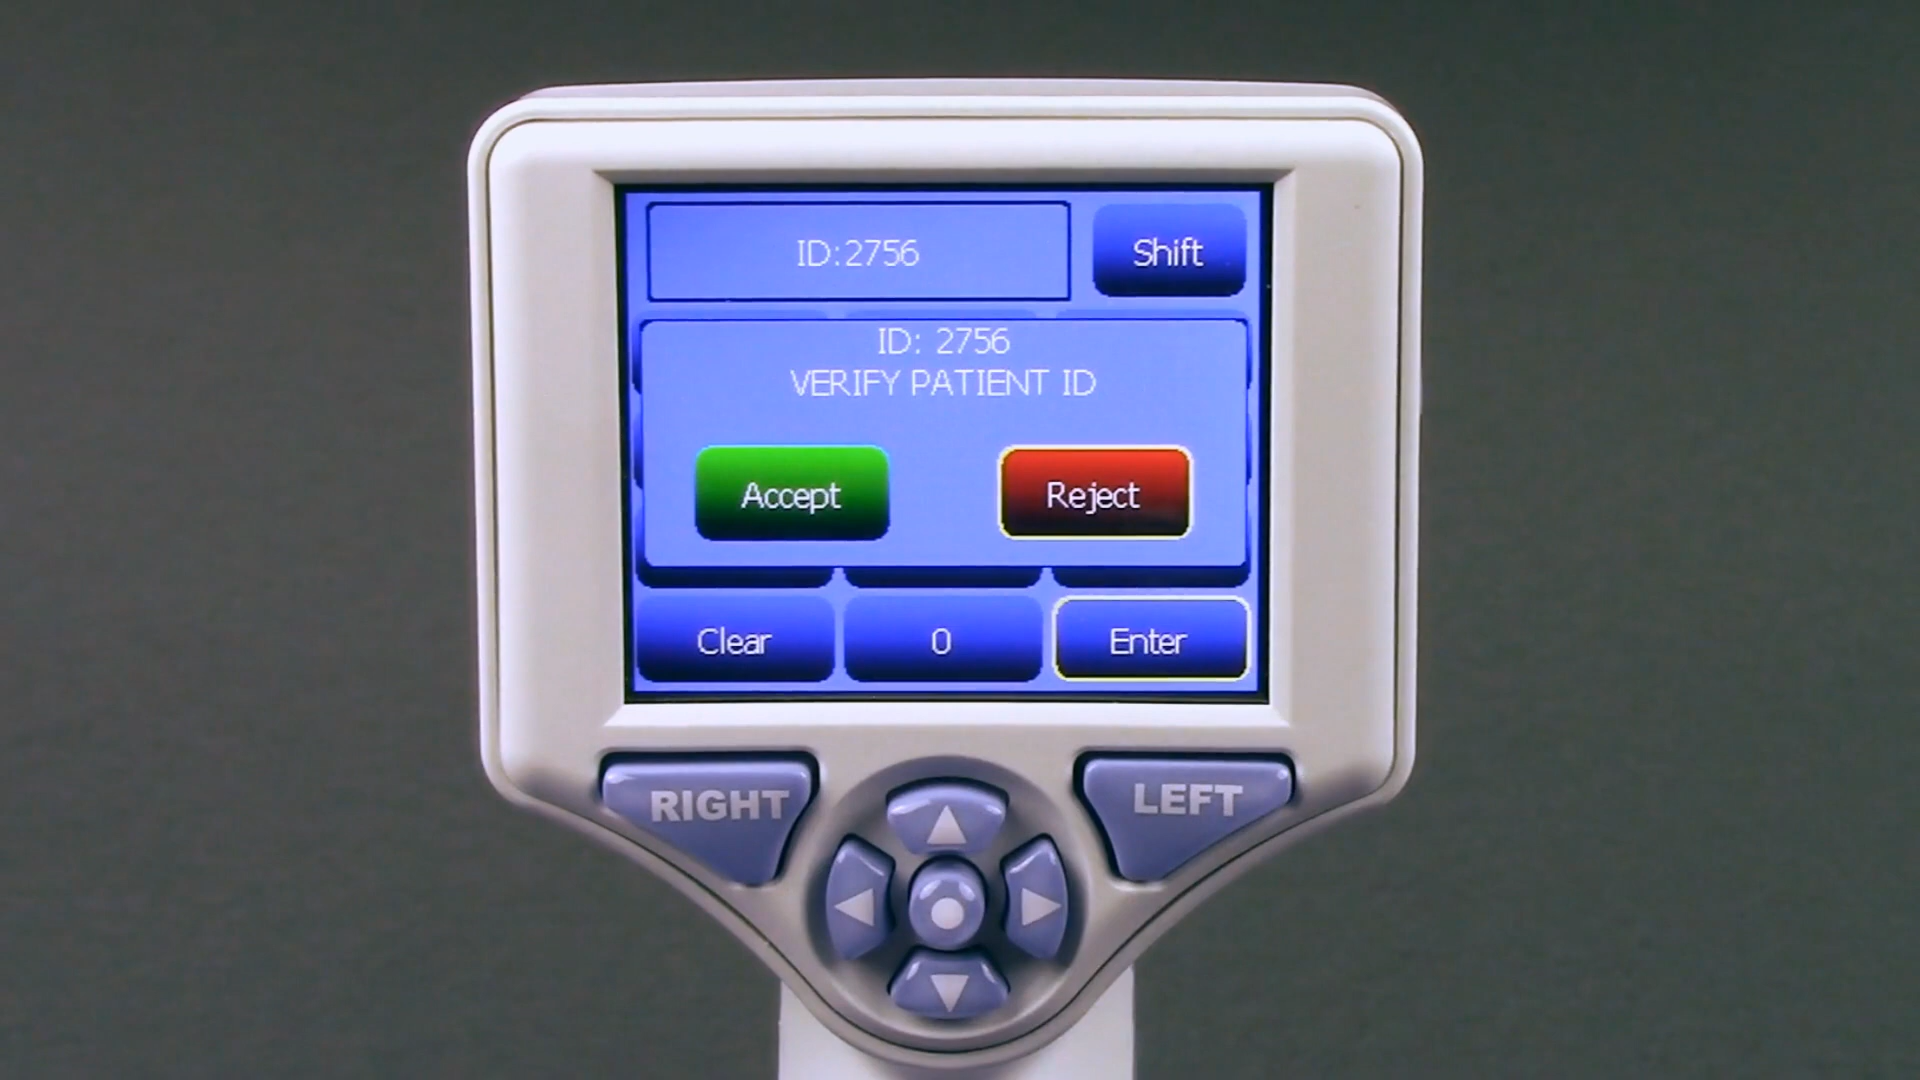 ID:2756
Shift
ID: 2756
VERIFY PATIENT ID
Accept
Reject
Clear
0
Enter
RIGHT
LEFT